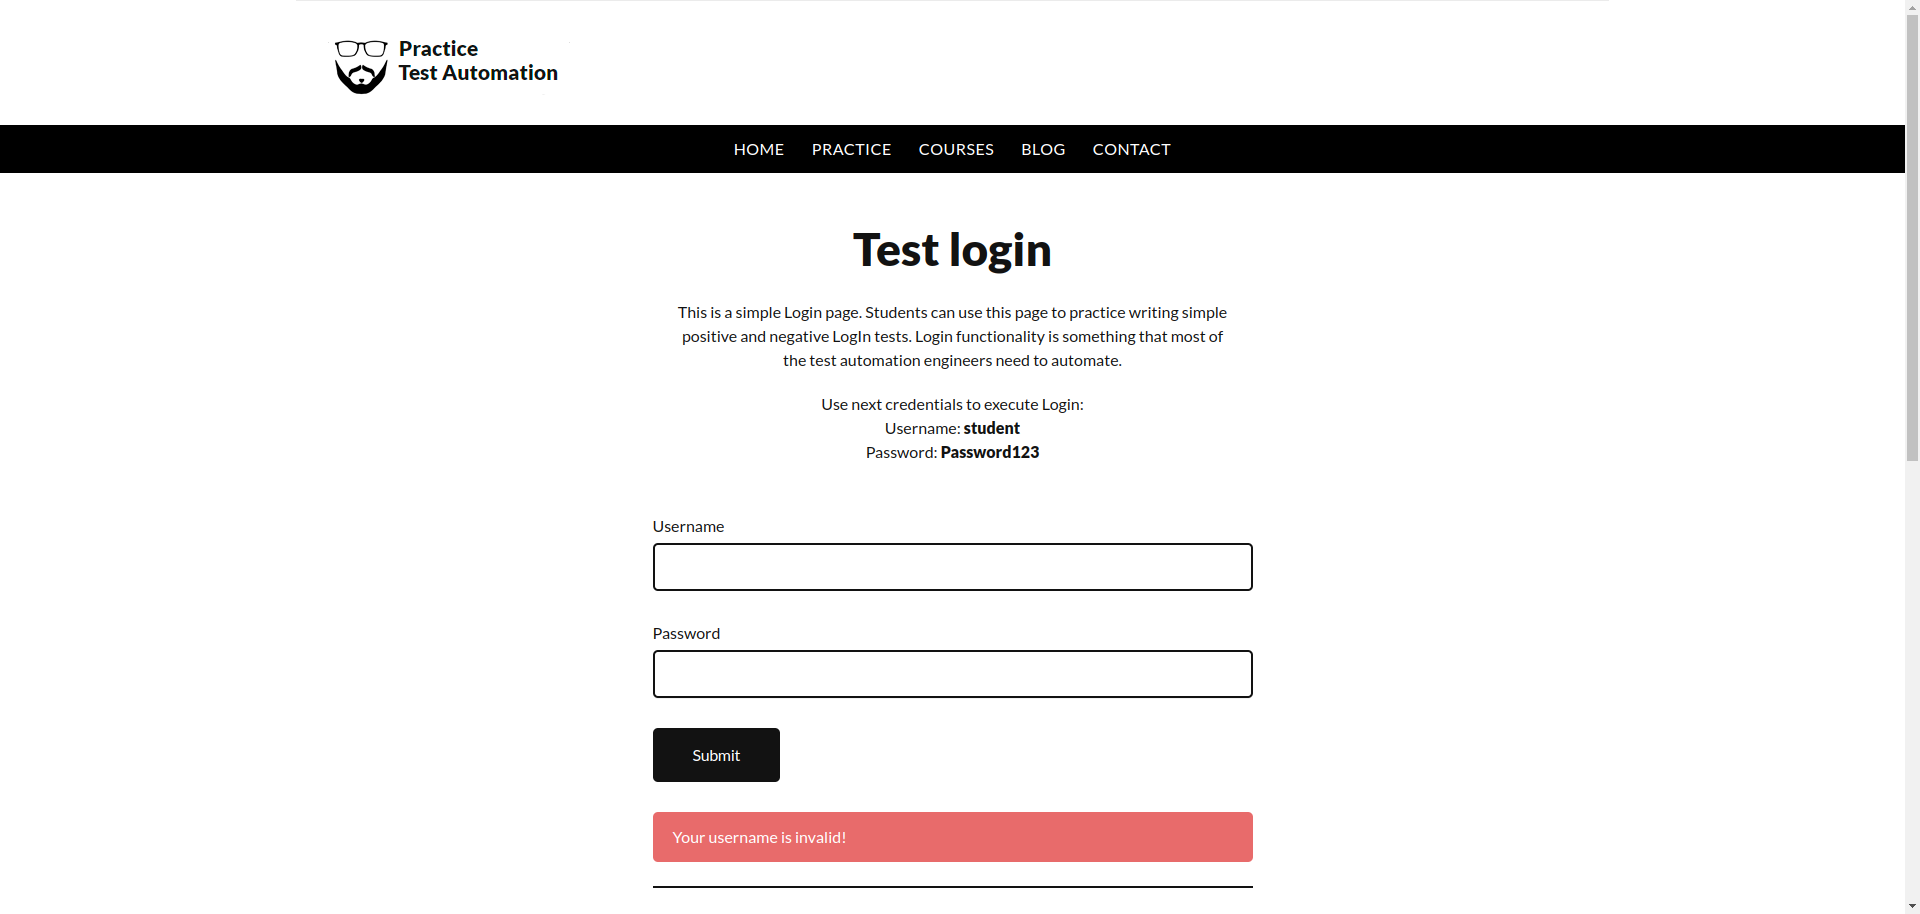 Practice
Test Automation
HOME PRACTICE COURSES BLOG CONTACT
Test login
This is a simple Login page. Students can use this page to practice writing simple
positive and negative LogIn tests. Login functionality is something that most of
the test automation engineers need to automate.
Use next credentials to execute Login:
Username: student
Password: Password123
Username
Password
Submit
Your username is invalid!